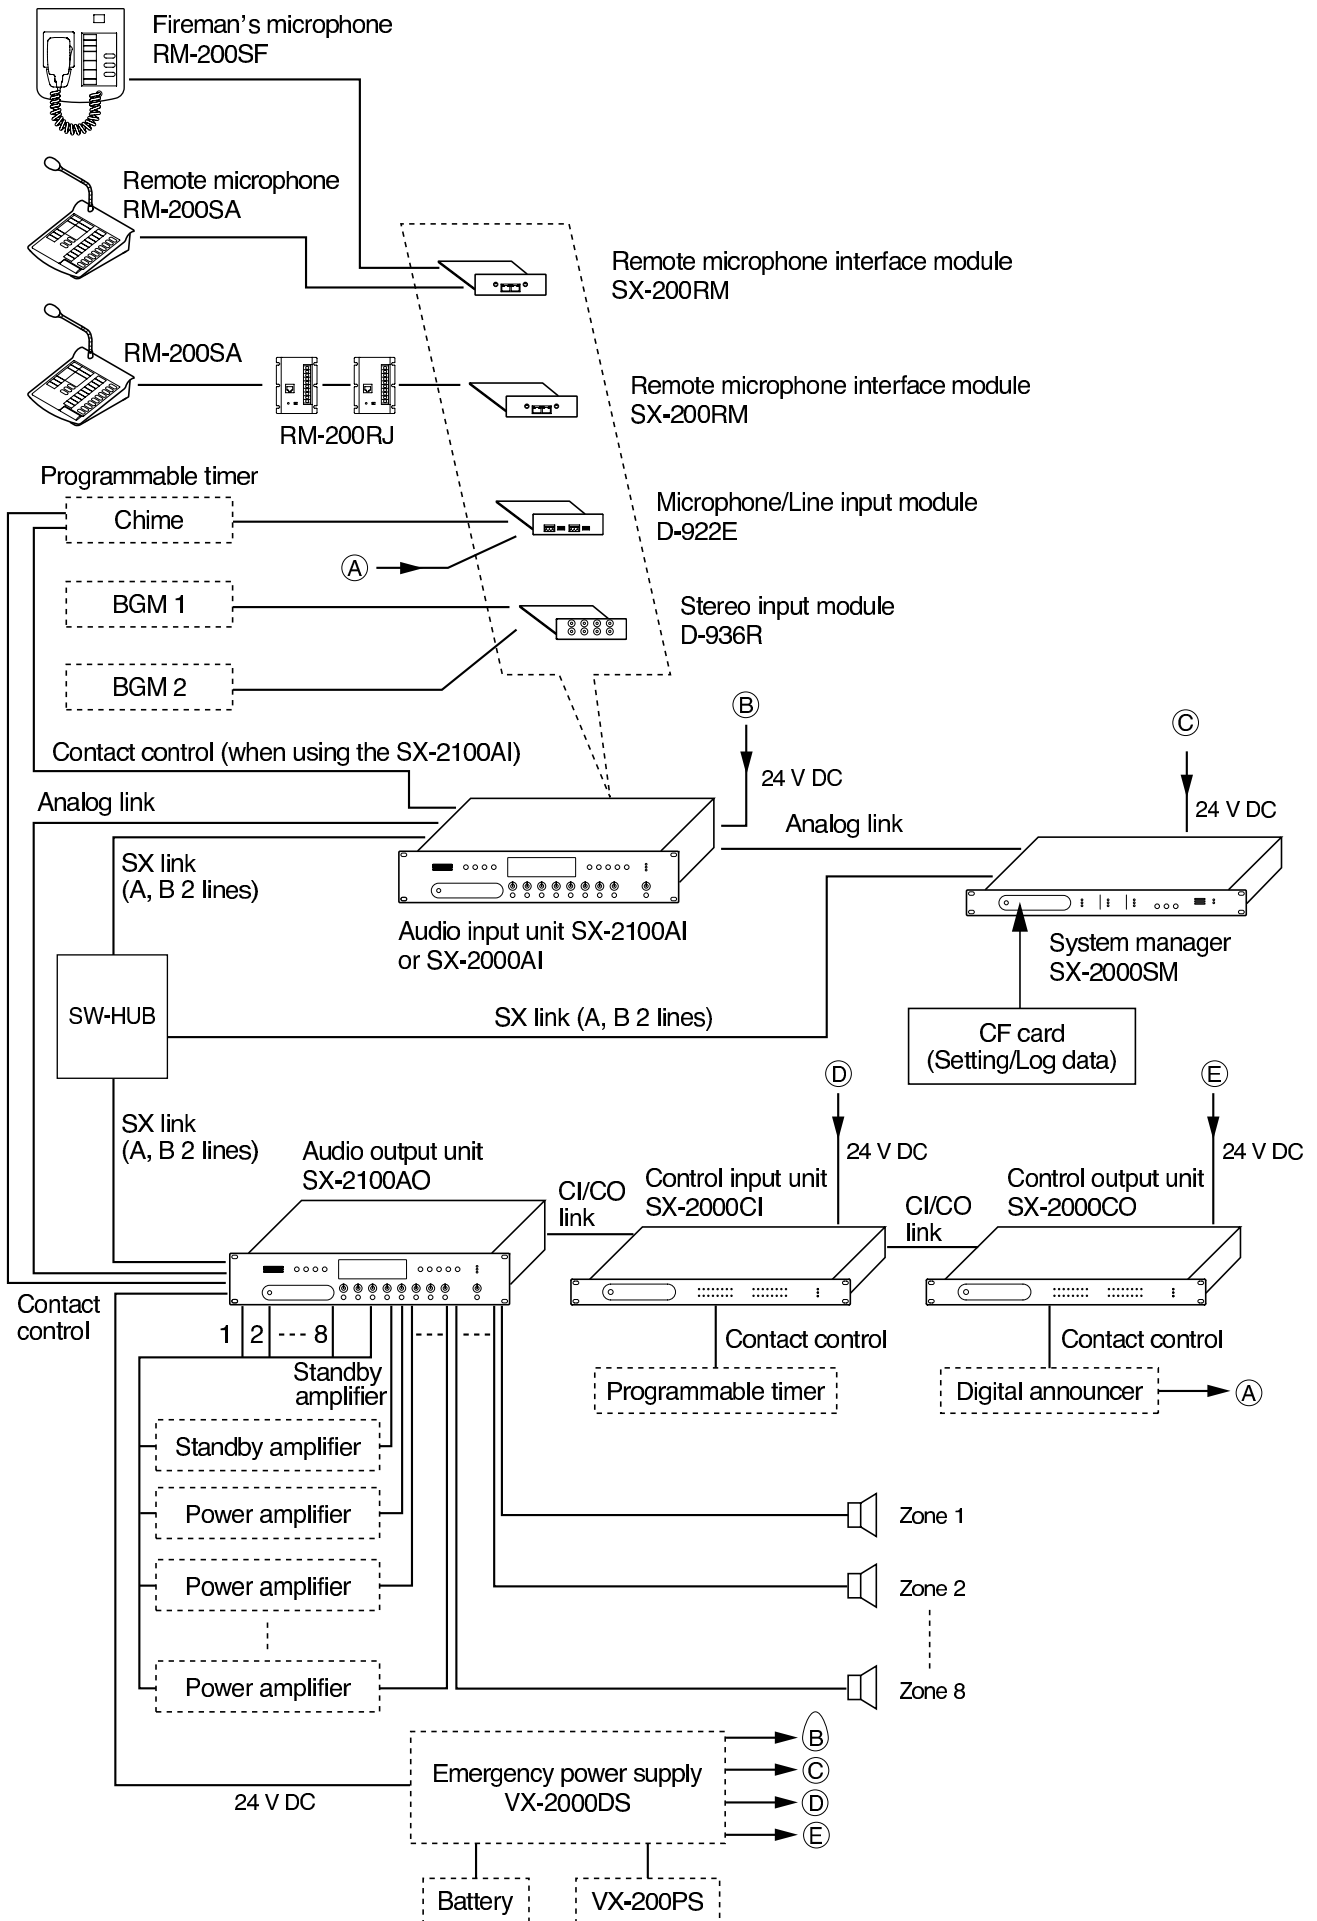 Fireman's microphone
RM-200SF
Remote microphone
RM-200SA
Remote microphone interface module
SX-200RM
RM-200SA
RM-200RJ
Remote microphone interface module
SX-200RM
Programmable timer
Chime
Microphone/Line input module
D-922E
A
BGM 1
Stereo input module
D-936R
BGM 2
B
C
Contact control (when using the SX-2100AI)
24 V DC
24 V DC
Analog link
Analog link
SX link
(A, B 2 lines)
Audio input unit SX-2100AI
or SX-2000AI
System manager
SX-2000SM
SW-HUB
SX link (A, B 2 lines)
CF card
(Setting/Log data)
D
E
SX link
(A, B 2 lines)
Audio output unit
SX-2100AO
24 V DC
24 V DC
Control input unit
SX-2000CI
Control output unit
SX-2000CO
CI/CO
link
CI/CO
link
Contact
control
1 2 8
Contact control
Contact control
Standby
amplifier
Programmable timer
Digital announcer
A
Standby amplifier
Power amplifier
Zone 1
Power amplifier
Zone 2
Power amplifier
Zone 8
B
Emergency power supply
VX-2000DS
C
D
E
24 V DC
Battery
VX-200PS